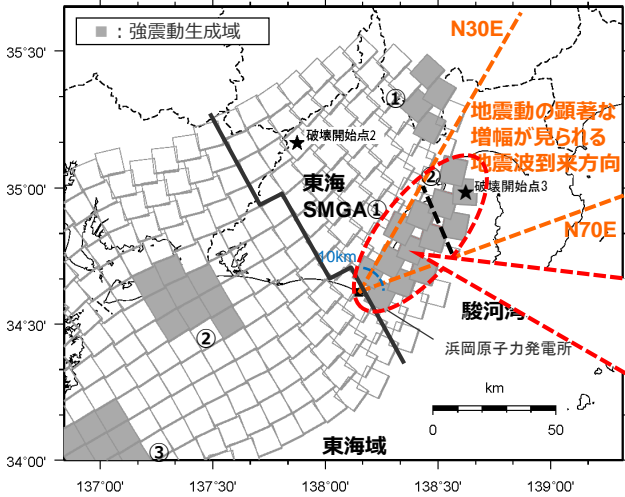 ：強震動生成域
N30E
35°30'
①
地震動の顕著な
増幅が見られる
地震波到来方向
破壊開始点2
②
破壊開始点3
35°00'
東海
SMGA①
N70E
10km
駿河湾
34°30'
②
浜岡原子力発電所
km
0
50
東海域
③
34°00'
137°00'
137°30'
138°00'
138°30'
139°00'